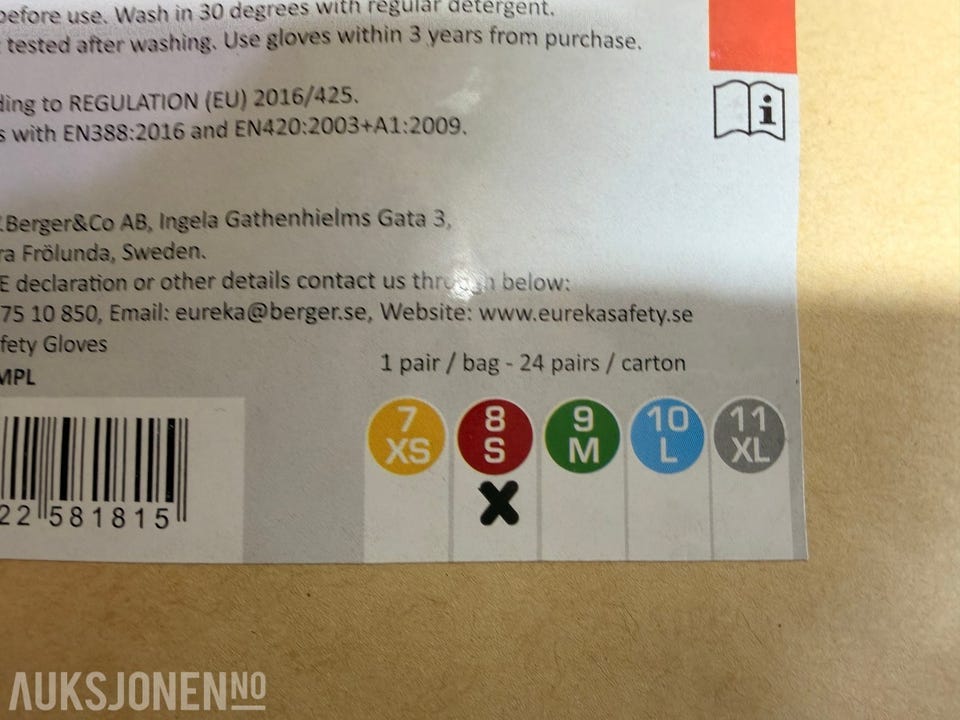 before use. Wash in 30 degrees with regular detergent.
tested after washing. Use gloves within 3 years from purchase.
ding to REGULATION (EU) 2016/425.
s with EN388:2016 and EN420:2003+A1:2009.
.Berger&Co AB, Ingela Gathenhielms Gata 3,
ra Frölunda, Sweden.
E declaration or other details contact us through below:
75 10 850, Email: eureka@berger.se, Website: www.eurekasafety.se
fety Gloves
1 pair / bag - 24 pairs / carton
MPL
7 8 9 10 11
XS S M L XL
22 581815
AUKSJONEN NO